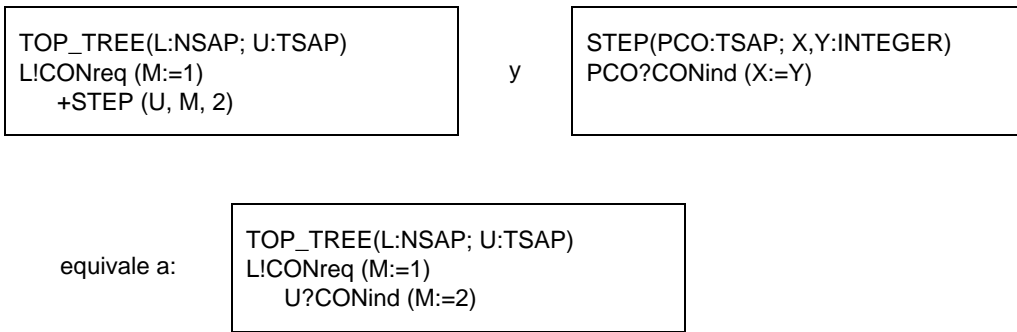 TOP_TREE(L:NSAP; U:TSAP)
L!CONreq (M:=1)
+STEP (U, M, 2)
y
STEP(PCO:TSAP; X,Y:INTEGER)
PCO?CONind (X:=Y)
equivale a:
TOP_TREE(L:NSAP; U:TSAP)
L!CONreq (M:=1)
U?CONind (M:=2)